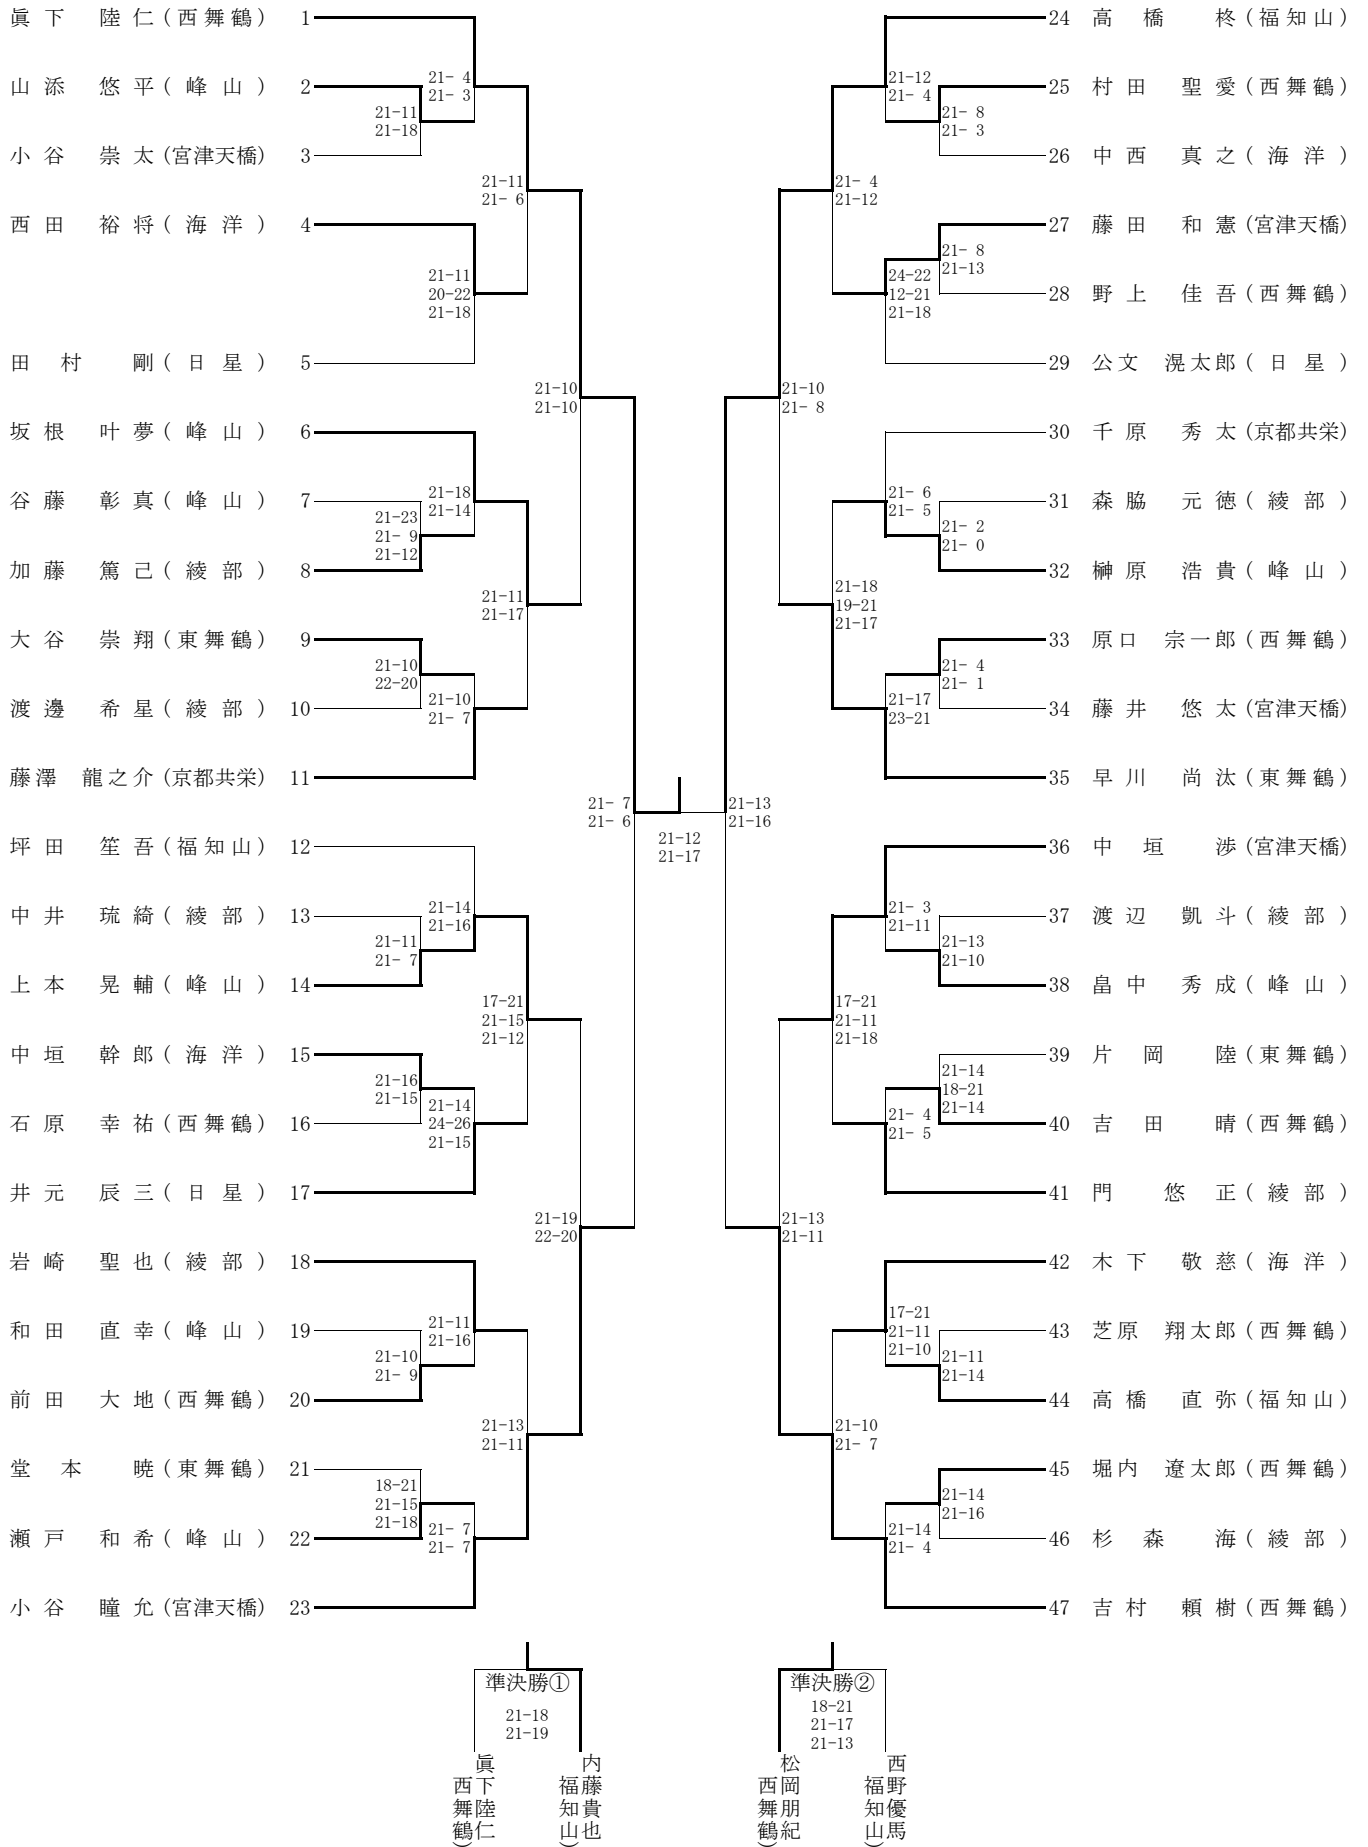 眞下 陸仁 (西舞鶴) 1
山添 悠平 (峰山) 2
小谷 崇太 (宮津天橋) 3
西田 裕将 (海洋) 4
田村 剛 (日星) 5
坂根 叶夢 (峰山) 6
谷藤 彰真 (峰山) 7
加藤 篤己 (綾部) 8
大谷 崇翔 (東舞鶴) 9
渡邊 希星 (綾部) 10
藤澤 龍之介 (京都共栄) 11
坪田 笙吾 (福知山) 12
中井 琉綺 (綾部) 13
上本 晃輔 (峰山) 14
中垣 幹郎 (海洋) 15
石原 幸祐 (西舞鶴) 16
井元 辰三 (日星) 17
岩崎 聖也 (綾部) 18
和田 直幸 (峰山) 19
前田 大地 (西舞鶴) 20
堂本 暁 (東舞鶴) 21
瀬戸 和希 (峰山) 22
小谷 瞳允 (宮津天橋) 23
21-11
21-18
21-23
21- 9
21-12
21-10
22-20
21-11
21- 7
21-16
21-15
21-10
21- 9
18-21
21-15
21-18
21- 4
21- 3
21-11
20-22
21-18
21-18
21-14
21-10
21- 7
21-14
21-16
21-14
24-26
21-15
21-11
21-16
21- 7
21- 7
21-11
21- 6
21-11
21-17
17-21
21-15
21-12
21-13
21-11
21-10
21-10
21-19
22-20
21- 7
21- 6
21-12
21-17
21-13
21-16
21-10
21- 8
21-13
21-11
21- 4
21-12
21-18
19-21
21-17
17-21
21-11
21-18
21-10
21- 7
21-12
21- 4
24-22
12-21
21-18
21- 6
21- 5
21-17
23-21
21- 3
21-11
21- 4
21- 5
17-21
21-11
21-10
21-14
21- 4
21- 8
21- 3
21- 8
21-13
21- 2
21- 0
21- 4
21- 1
21-13
21-10
21-14
18-21
21-14
21-11
21-14
21-14
21-16
24 高橋 柊 (福知山)
25 村田 聖愛 (西舞鶴)
26 中西 真之 (海洋)
27 藤田 和憲 (宮津天橋)
28 野上 佳吾 (西舞鶴)
29 公文 滉太郎 (日星)
30 千原 秀太 (京都共栄)
31 森脇 元徳 (綾部)
32 榊原 浩貴 (峰山)
33 原口 宗一郎 (西舞鶴)
34 藤井 悠太 (宮津天橋)
35 早川 尚汰 (東舞鶴)
36 中垣 渉 (宮津天橋)
37 渡辺 凱斗 (綾部)
38 畠中 秀成 (峰山)
39 片岡 陸 (東舞鶴)
40 吉田 晴 (西舞鶴)
41 門 悠正 (綾部)
42 木下 敬慈 (海洋)
43 芝原 翔太郎 (西舞鶴)
44 高橋 直弥 (福知山)
45 堀内 遼太郎 (西舞鶴)
46 杉森 海 (綾部)
47 吉村 頼樹 (西舞鶴)
準決勝①
21-18
21-19
眞下陸仁
西舞鶴)
内藤貴也
福知山)
準決勝②
18-21
21-17
21-13
松岡朋紀
西舞鶴)
西野優馬
福知山)